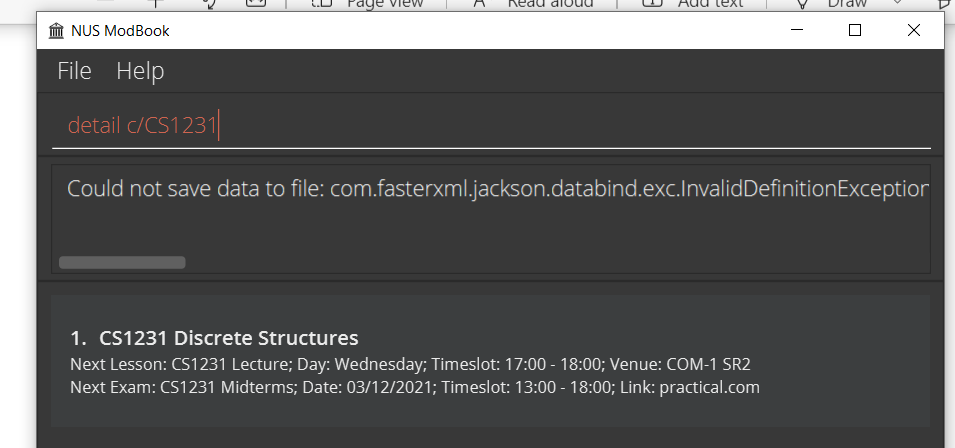 Page view
Read aloud
Add text
Draw
NUS ModBook
File Help
detail c/CS1231
Could not save data to file: com.fasterxml.jackson.databind.exc.InvalidDefinitionException
1. CS1231 Discrete Structures
Next Lesson: CS1231 Lecture; Day: Wednesday; Timeslot: 17:00 - 18:00; Venue: COM-1 SR2
Next Exam: CS1231 Midterms; Date: 03/12/2021; Timeslot: 13:00 - 18:00; Link: practical.com